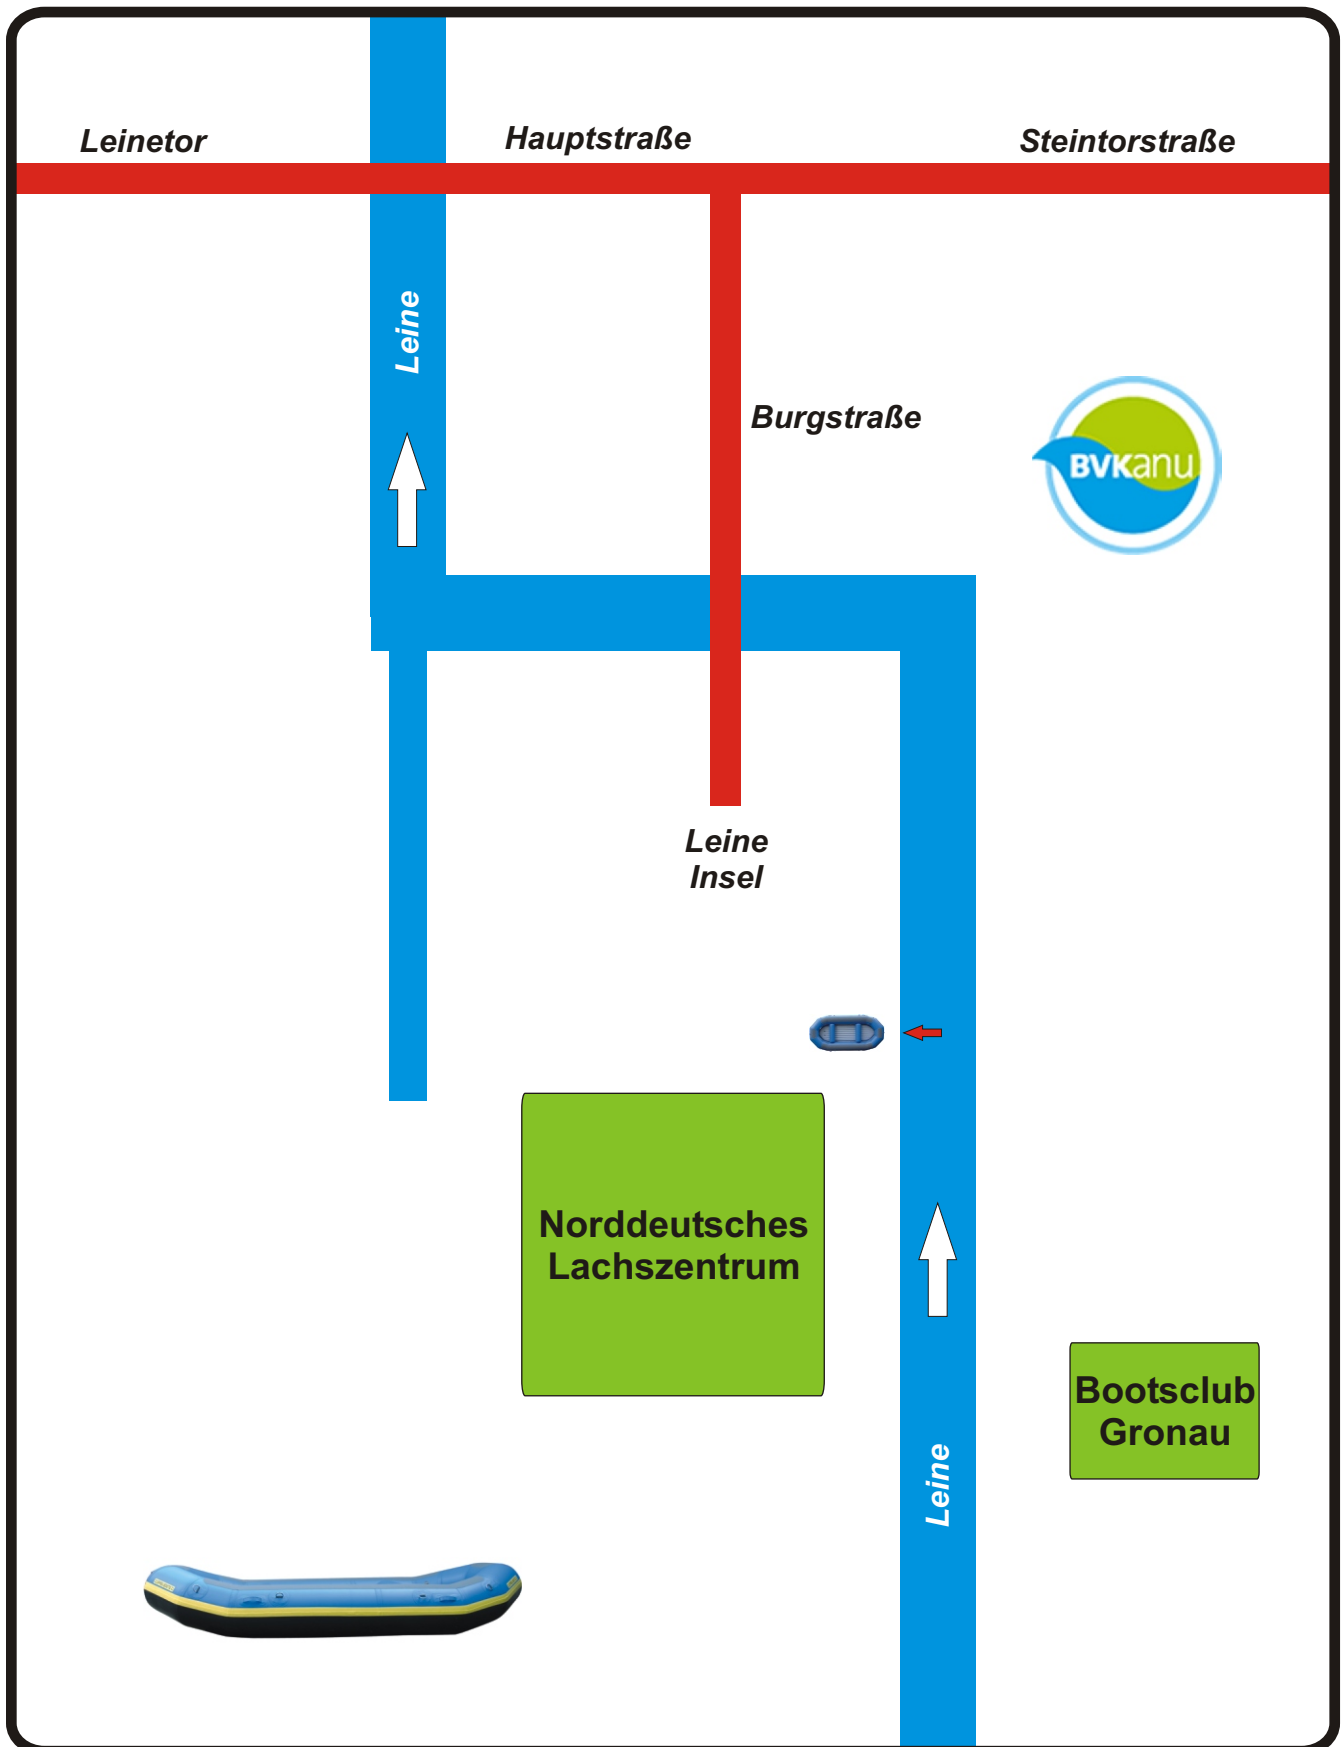 Leinetor
Hauptstraße
Steintorstraße
Leine
Burgstraße
BVKanu
Leine
Insel
Norddeutsches
Lachszentrum
Bootsclub
Gronau
Leine